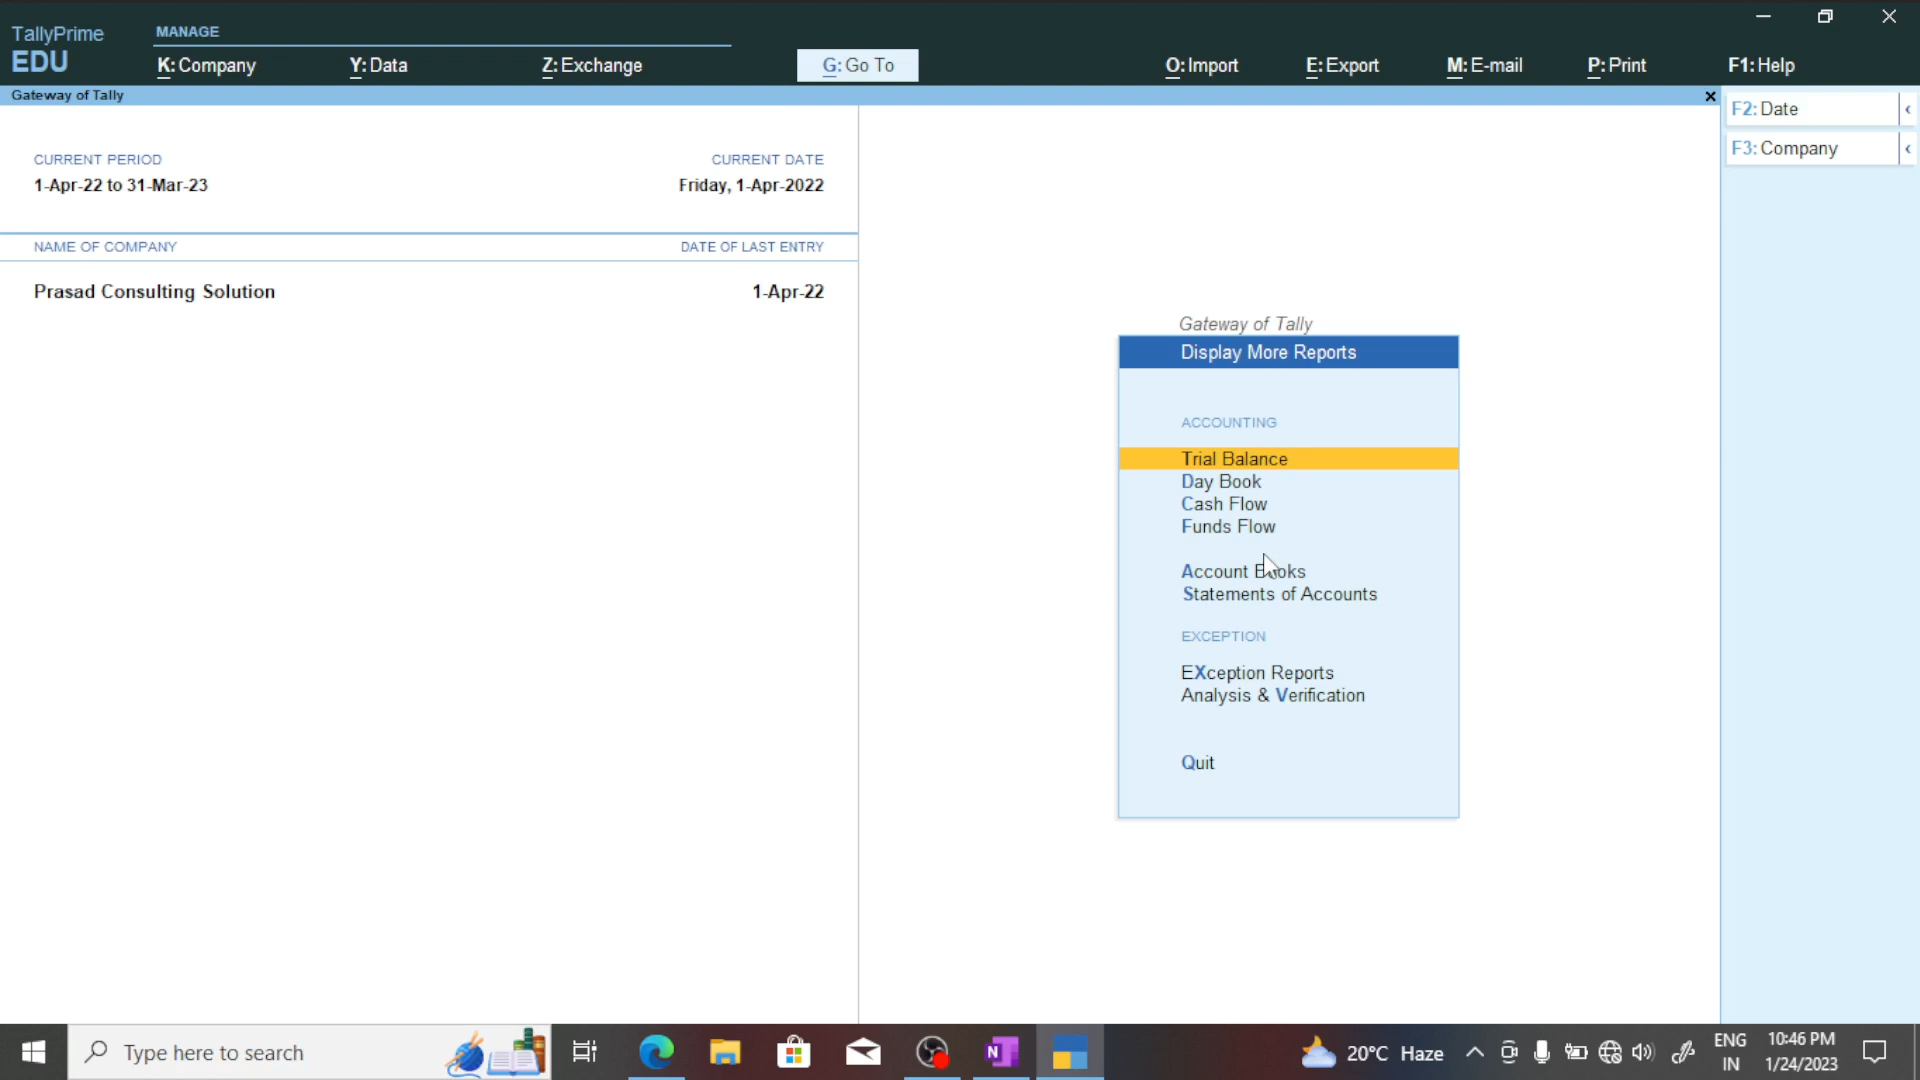 TallyPrime
EDU
MANAGE
K: Company
Y: Data
Z: Exchange
G: Go To
O: Import
E: Export
M: E-mail
P: Print
F1: Help
Gateway of Tally
F2: Date
F3: Company
CURRENT PERIOD
CURRENT DATE
1-Apr-22 to 31-Mar-23
Friday, 1-Apr-2022
NAME OF COMPANY
DATE OF LAST ENTRY
Prasad Consulting Solution
1-Apr-22
Gateway of Tally
Display More Reports
ACCOUNTING
Trial Balance
Day Book
Cash Flow
Funds Flow
Account Books
Statements of Accounts
EXCEPTION
EXception Reports
Analysis & Verification
Quit
Type here to search
20°C Haze
ENG
IN
10:46 PM
1/24/2023